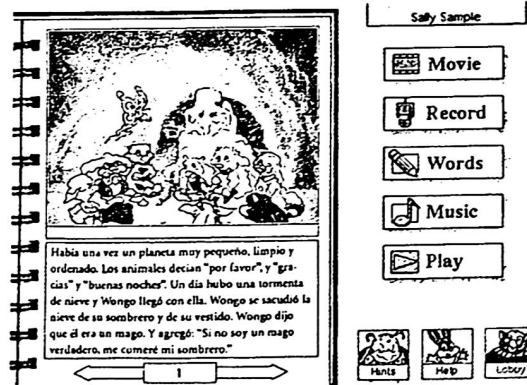 Sally Sample
Movie
Record
Words
Music
Play
Había una vez un planeta muy pequeño, limpio y
ordenado. Los animales decían "por favor", y "gra-
cias" y "buenas noches". Un día hubo una tormenta
de nieve y Wongo llegó con ella. Wongo se sacudió la
nieve de su sombrero y de su vestido. Wongo dijo
que él era un mago. Y agregó: "Si no soy un mago
verdadero, me cumeré mi sombrero."
1
Hints
Help
Lobby